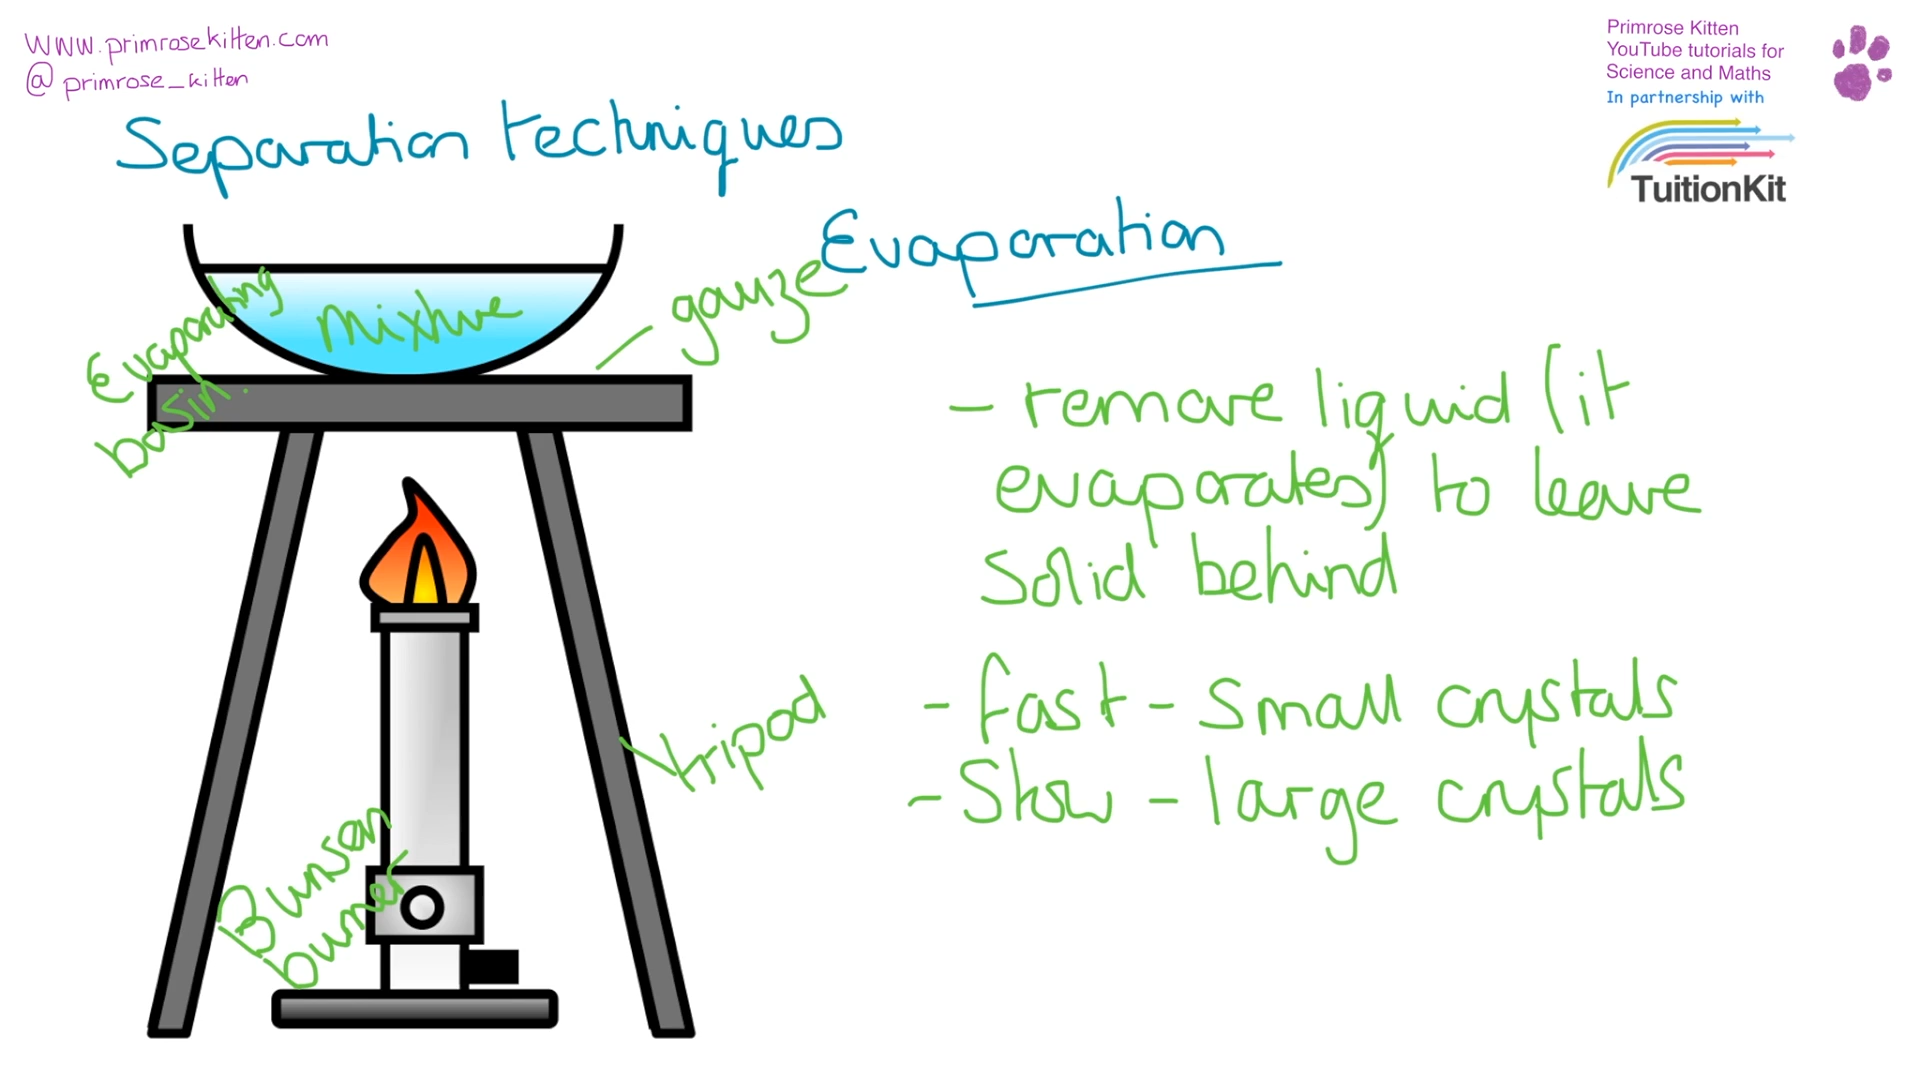 www.primrosekitten.com
@primrose_kitten
Primrose Kitten
YouTube tutorials for
Science and Maths
In partnership with
TuitionKit
Separation techniques
Evaporation
Evaporating
basin
mixture
gauze
- remove liquid (it
evaporates) to leave
solid behind
- fast - small crystals
- Slow - large crystals
tripod
Bunsen
burner